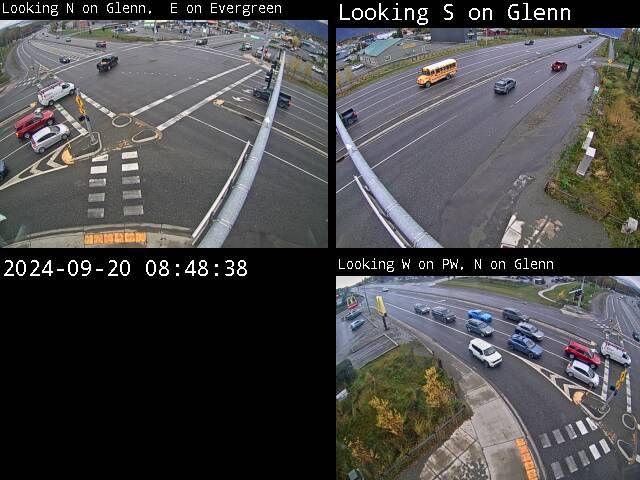 Looking N on Glenn, E on Evergreen
Looking S on Glenn
2024-09-20 08:48:38
Looking W on PW, N on Glenn